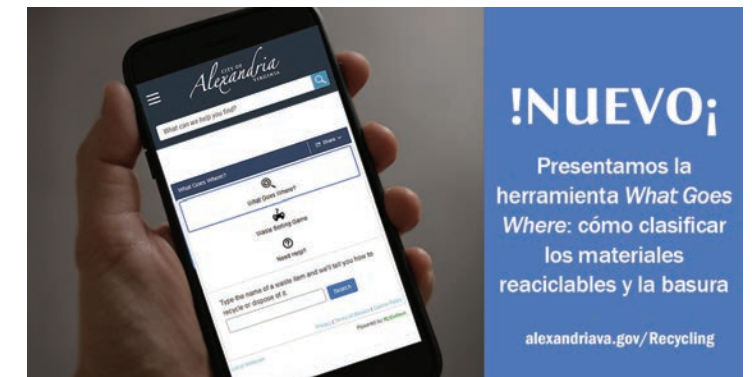 CITY OF
Alexandria
VIRGINIA
What can we help you find?
Share
What Goes Where?
What Goes Where?
Waste Sorting Game
Need Help?
Type the name of a waste item and we'll tell you how to
recycle or dispose of it.
Search
Privacy | Terms of Service | Cookie Policy
Powered by
!NUEVO¡
Presentamos la
herramienta What Goes
Where: cómo clasificar
los materiales
reaciclables y la basura
alexandriava.gov/Recycling